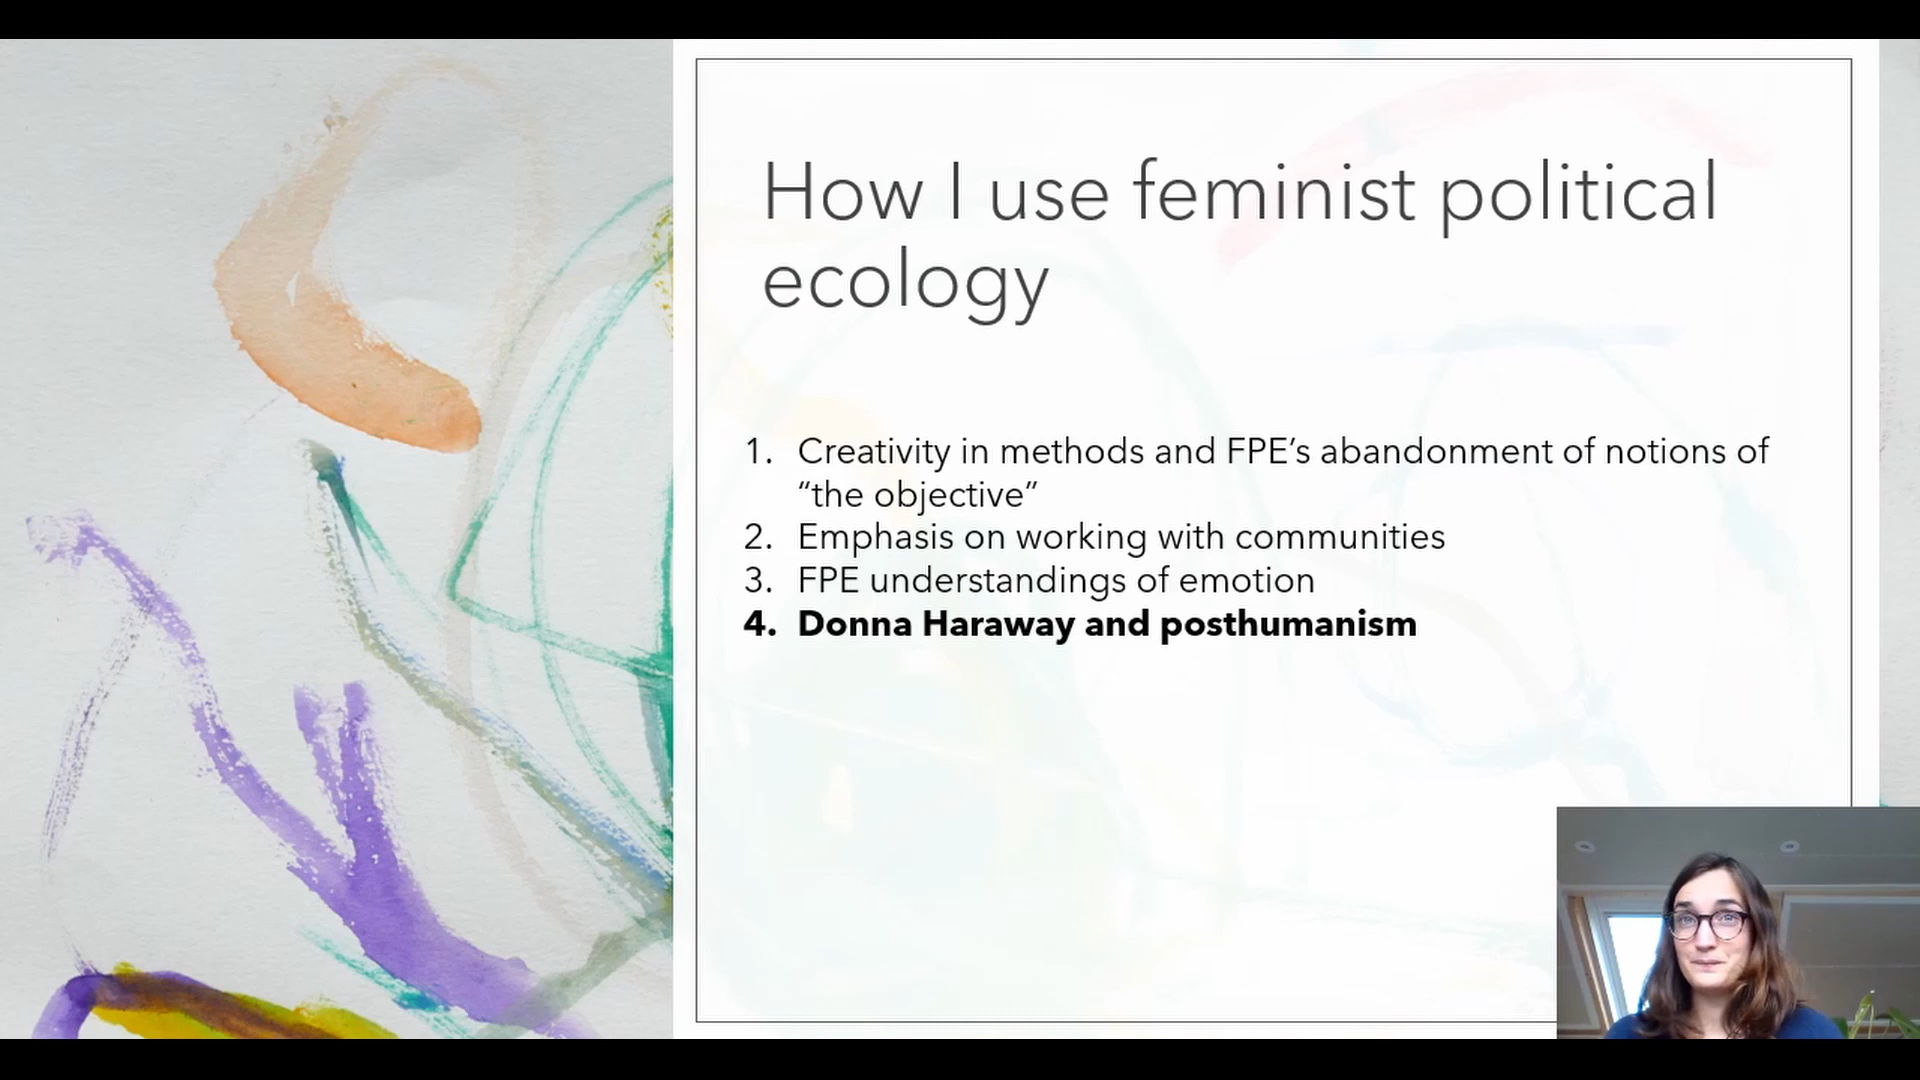 How I use feminist political
ecology
1. Creativity in methods and FPE’s abandonment of notions of
“the objective”
2. Emphasis on working with communities
3. FPE understandings of emotion
4. Donna Haraway and posthumanism